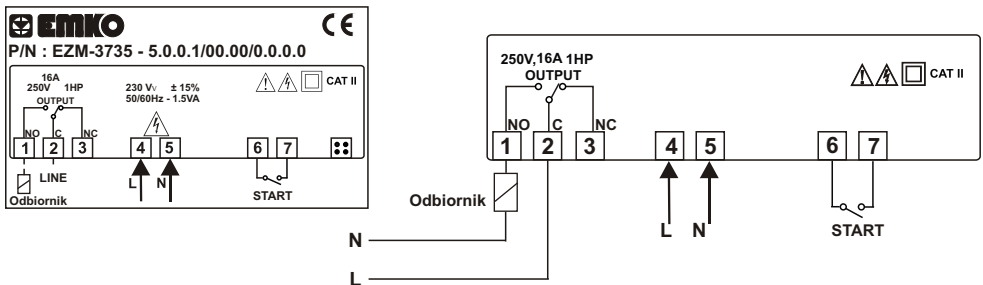 EMKO CE
P/N : EZM-3735 - 5.0.0.1/00.00/0.0.0.0
16A
250V 1HP
OUTPUT
230 V∿ ± 15%
50/60Hz - 1.5VA
CAT II
NO C NC
1 2 3 4 5 6 7
LINE
L N
START
Odbiornik
250V,16A 1HP
OUTPUT
CAT II
NO C NC
1 2 3 4 5 6 7
Odbiornik
L N
START
N
L